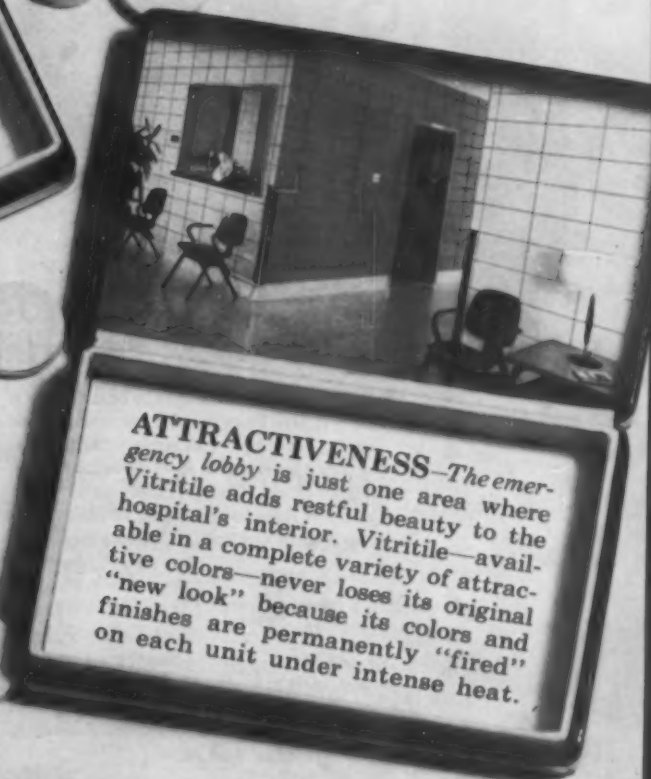 ATTRACTIVENESS—The emer-
gency lobby is just one area where
Vitritile adds restful beauty to the
hospital's interior. Vitritile—avail-
able in a complete variety of attrac-
tive colors—never loses its original
"new look" because its colors and
finishes are permanently "fired"
on each unit under intense heat.